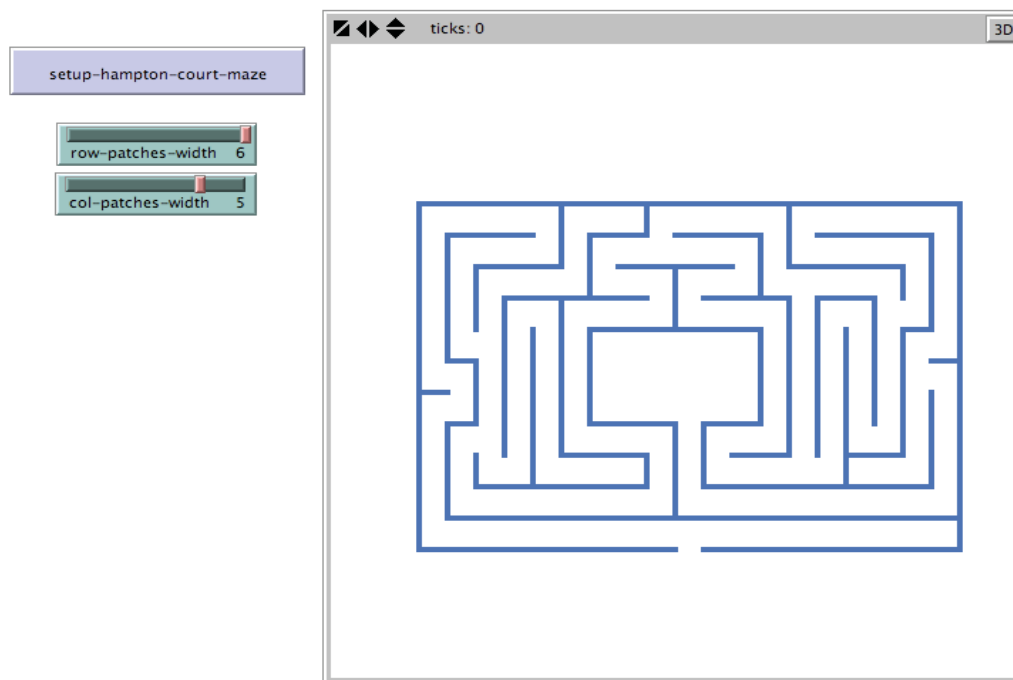 ticks: 0
3D
setup-hampton-court-maze
row-patches-width 6
col-patches-width 5